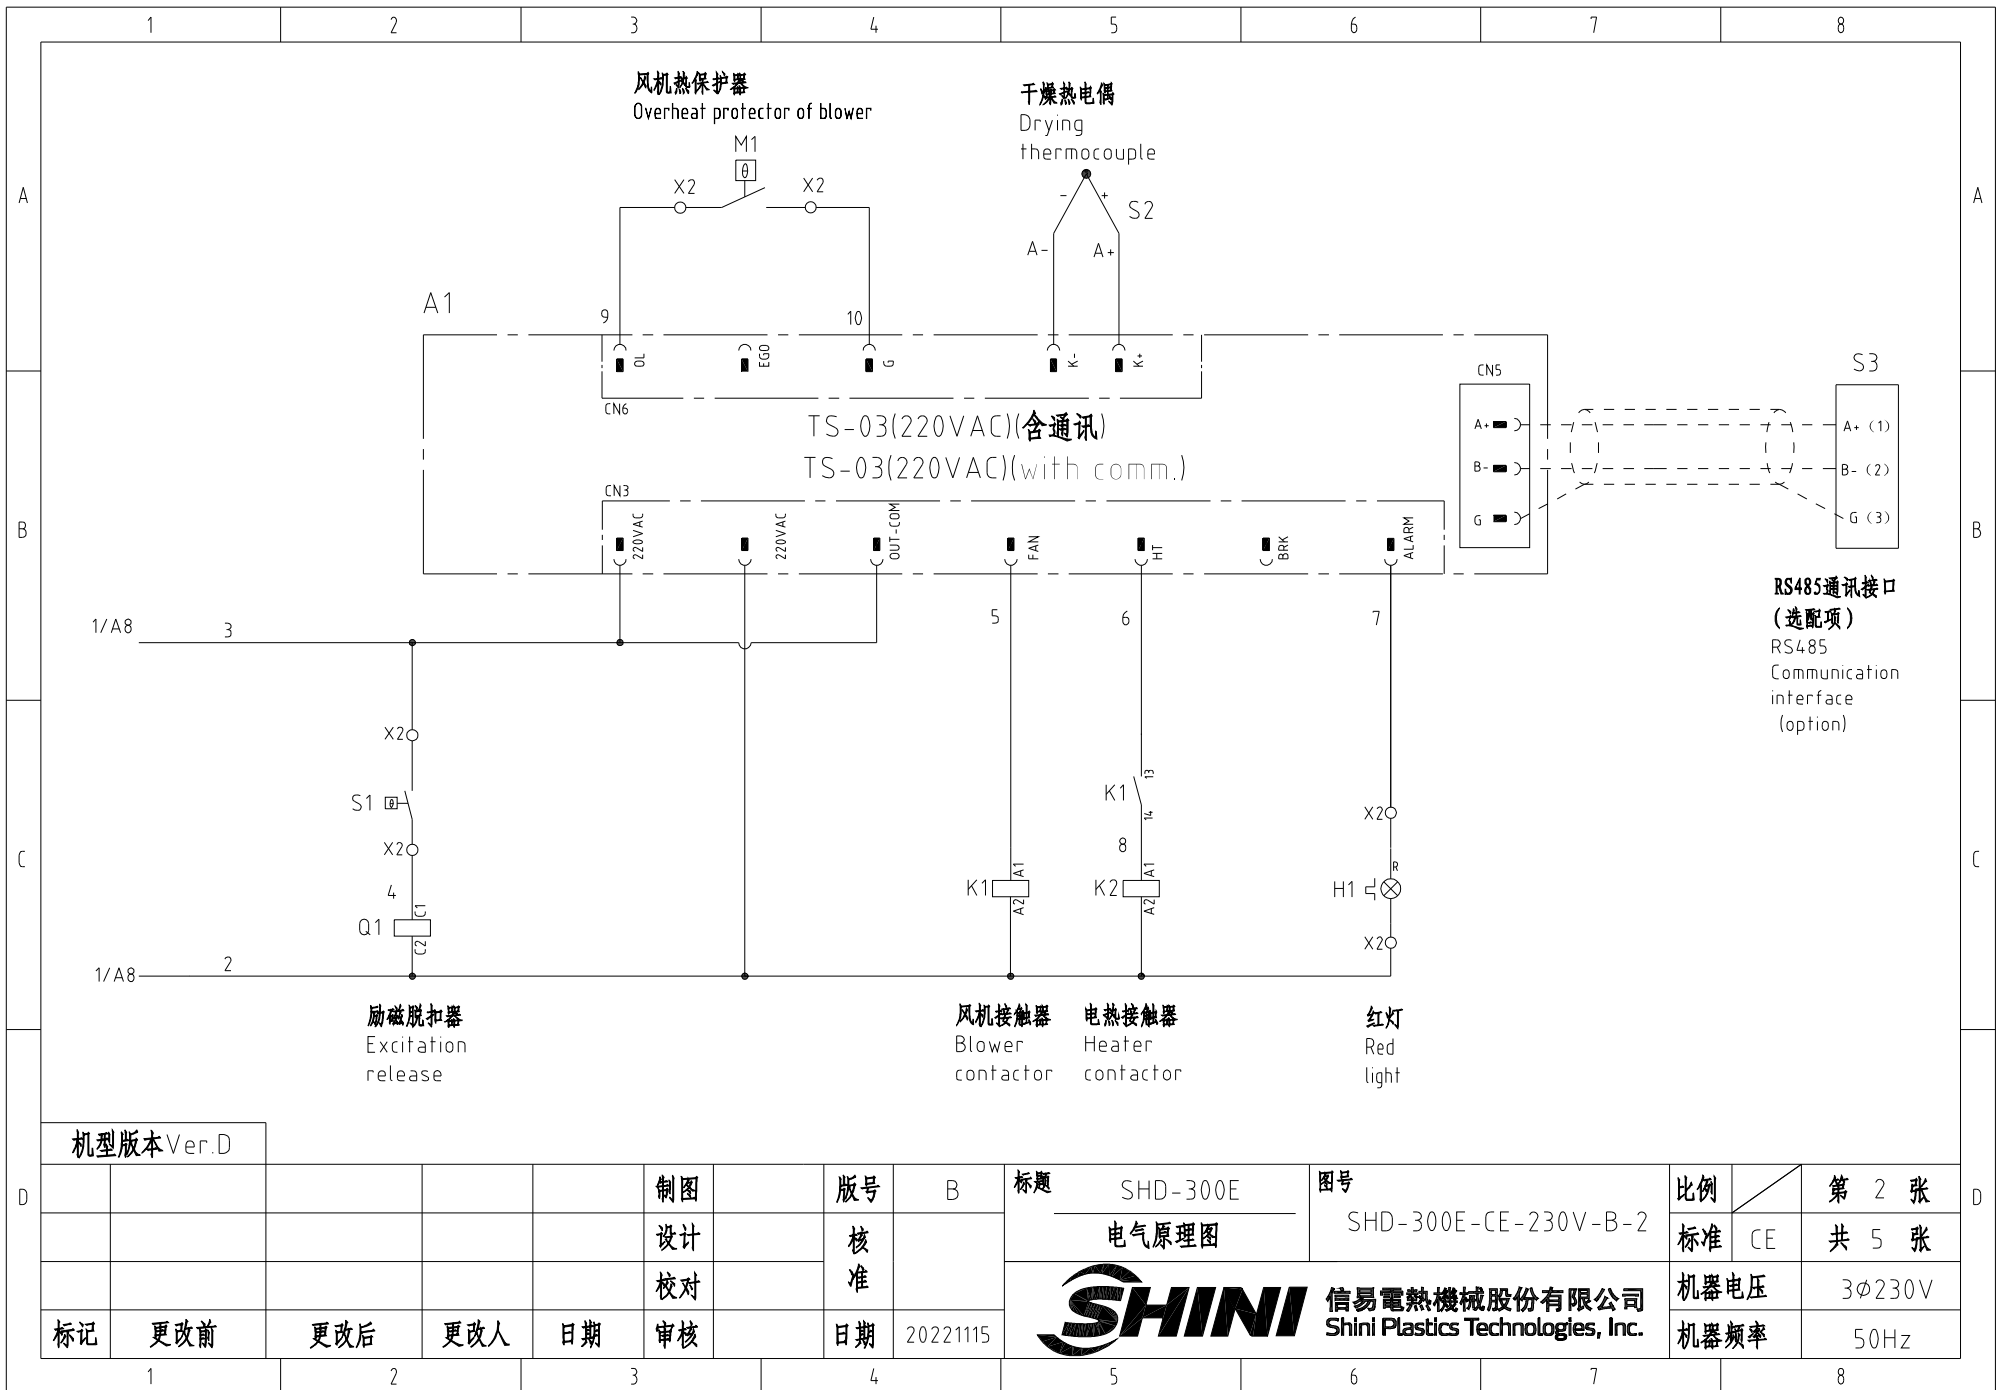 1 2 3 4 5 6 7 8
A
B
C
D
A
B
C
D
风机热保护器
Overheat protector of blower
M1
θ
X2
X2
9
10
干燥热电偶
Drying
thermocouple
-
+
S2
A-
A+
A1
OL
EGO
G
K-
K+
CN6
TS-03(220VAC)(含通讯)
TS-03(220VAC)(with comm.)
CN3
220VAC
220VAC
OUT-COM
FAN
HT
BRK
ALARM
CN5
A+
B-
G
S3
A+ (1)
B- (2)
G (3)
RS485通讯接口
(选配项)
RS485
Communication
interface
(option)
1/A8
3
5
6
7
X2
S1
θ
X2
4
Q1
C1
C2
1/A8
2
K1
A1
A2
K1
13
14
8
K2
A1
A2
X2
R
H1
X2
励磁脱扣器
Excitation
release
风机接触器
Blower
contactor
电热接触器
Heater
contactor
红灯
Red
light
机型版本Ver.D
标记
更改前
更改后
更改人
日期
制图
设计
校对
审核
版号
B
核
准
日期
20221115
标题
SHD-300E
电气原理图
图号
SHD-300E-CE-230V-B-2
SHINI
信易電熱機械股份有限公司
Shini Plastics Technologies, Inc.
比例
第 2 张
标准
CE
共 5 张
机器电压
3Φ230V
机器频率
50Hz
1 2 3 4 5 6 7 8